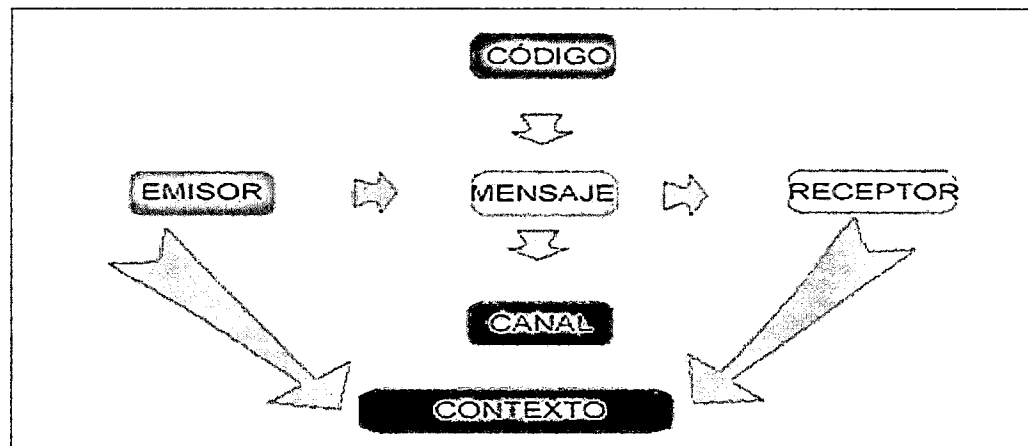 CÓDIGO
EMISOR MENSAJE RECEPTOR
CANAL
CONTEXTO